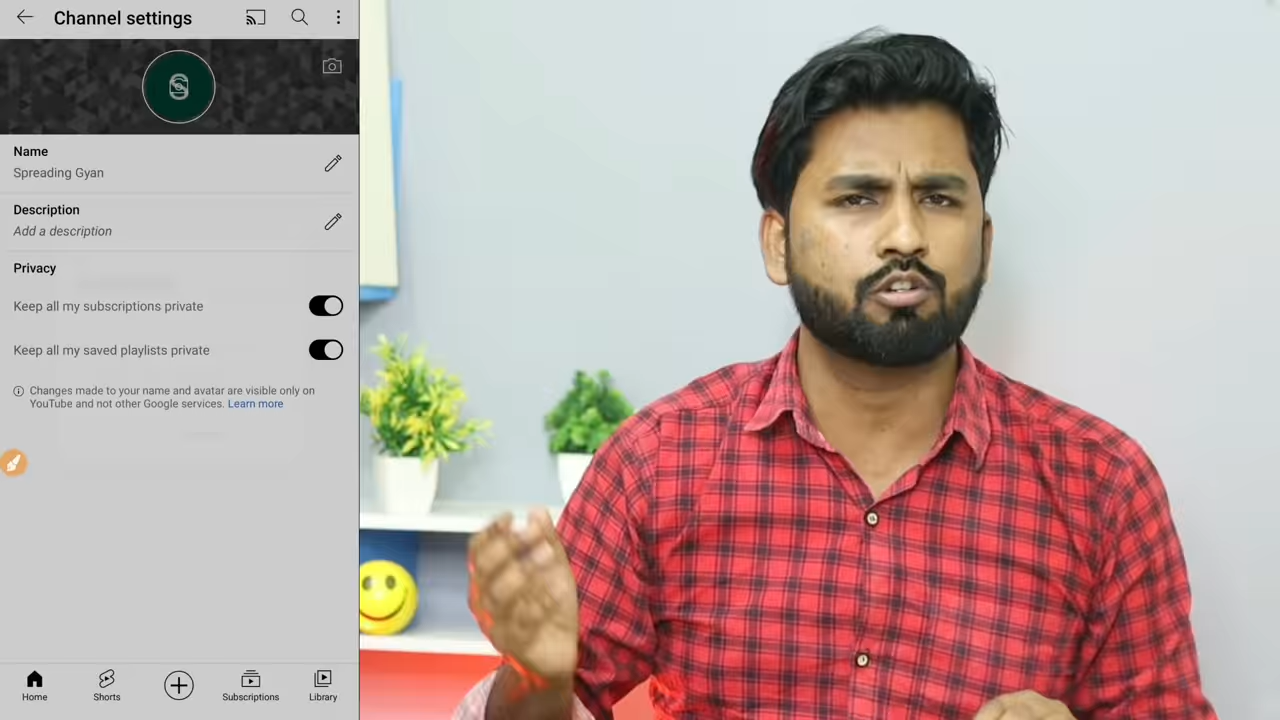 Channel settings
Name
Spreading Gyan
Description
Add a description
Privacy
Keep all my subscriptions private
Keep all my saved playlists private
Changes made to your name and avatar are visible only on
YouTube and not other Google services. Learn more
Home
Shorts
Subscriptions
Library